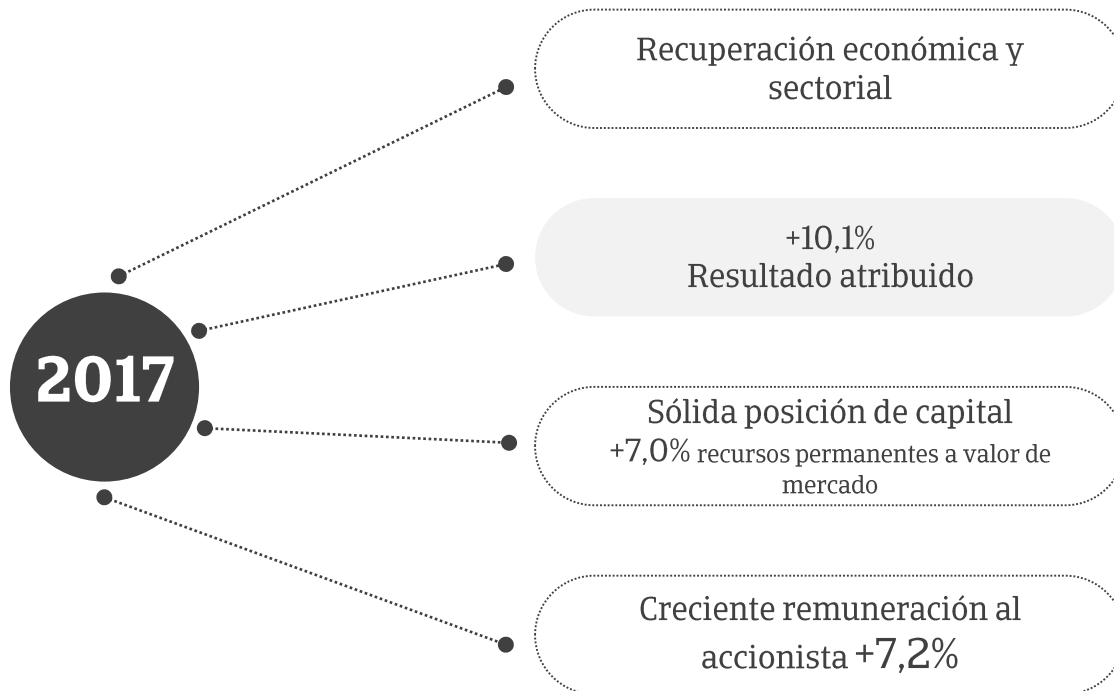 Recuperación económica y
sectorial
+10,1%
Resultado atribuido
2017
Sólida posición de capital
+7,0% recursos permanentes a valor de
mercado
Creciente remuneración al
accionista +7,2%